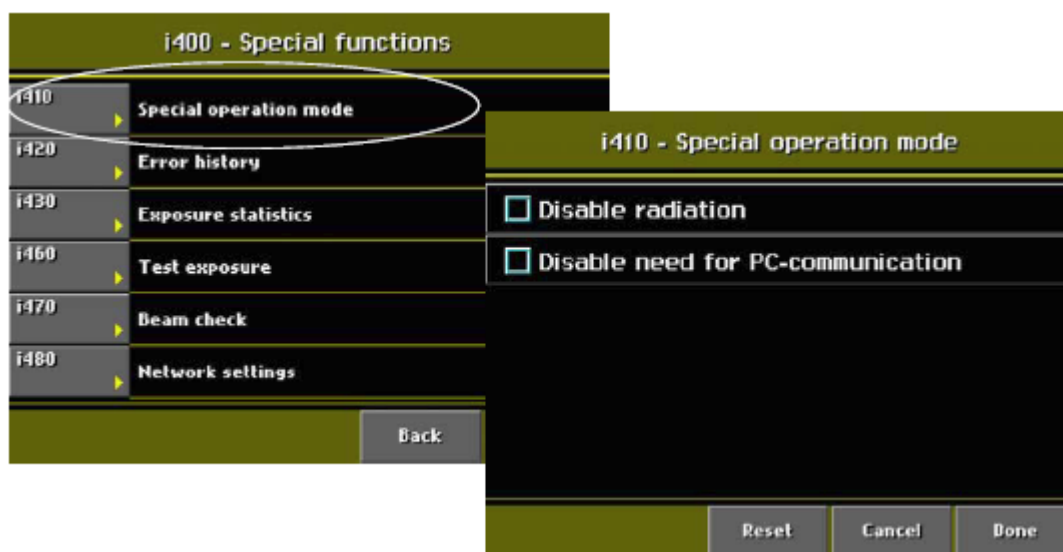 i400 - Special functions
i410
Special operation mode
i420
Error history
i430
Exposure statistics
i460
Test exposure
i470
Beam check
i480
Network settings
Back
i410 - Special operation mode
Disable radiation
Disable need for PC-communication
Reset Cancel Done